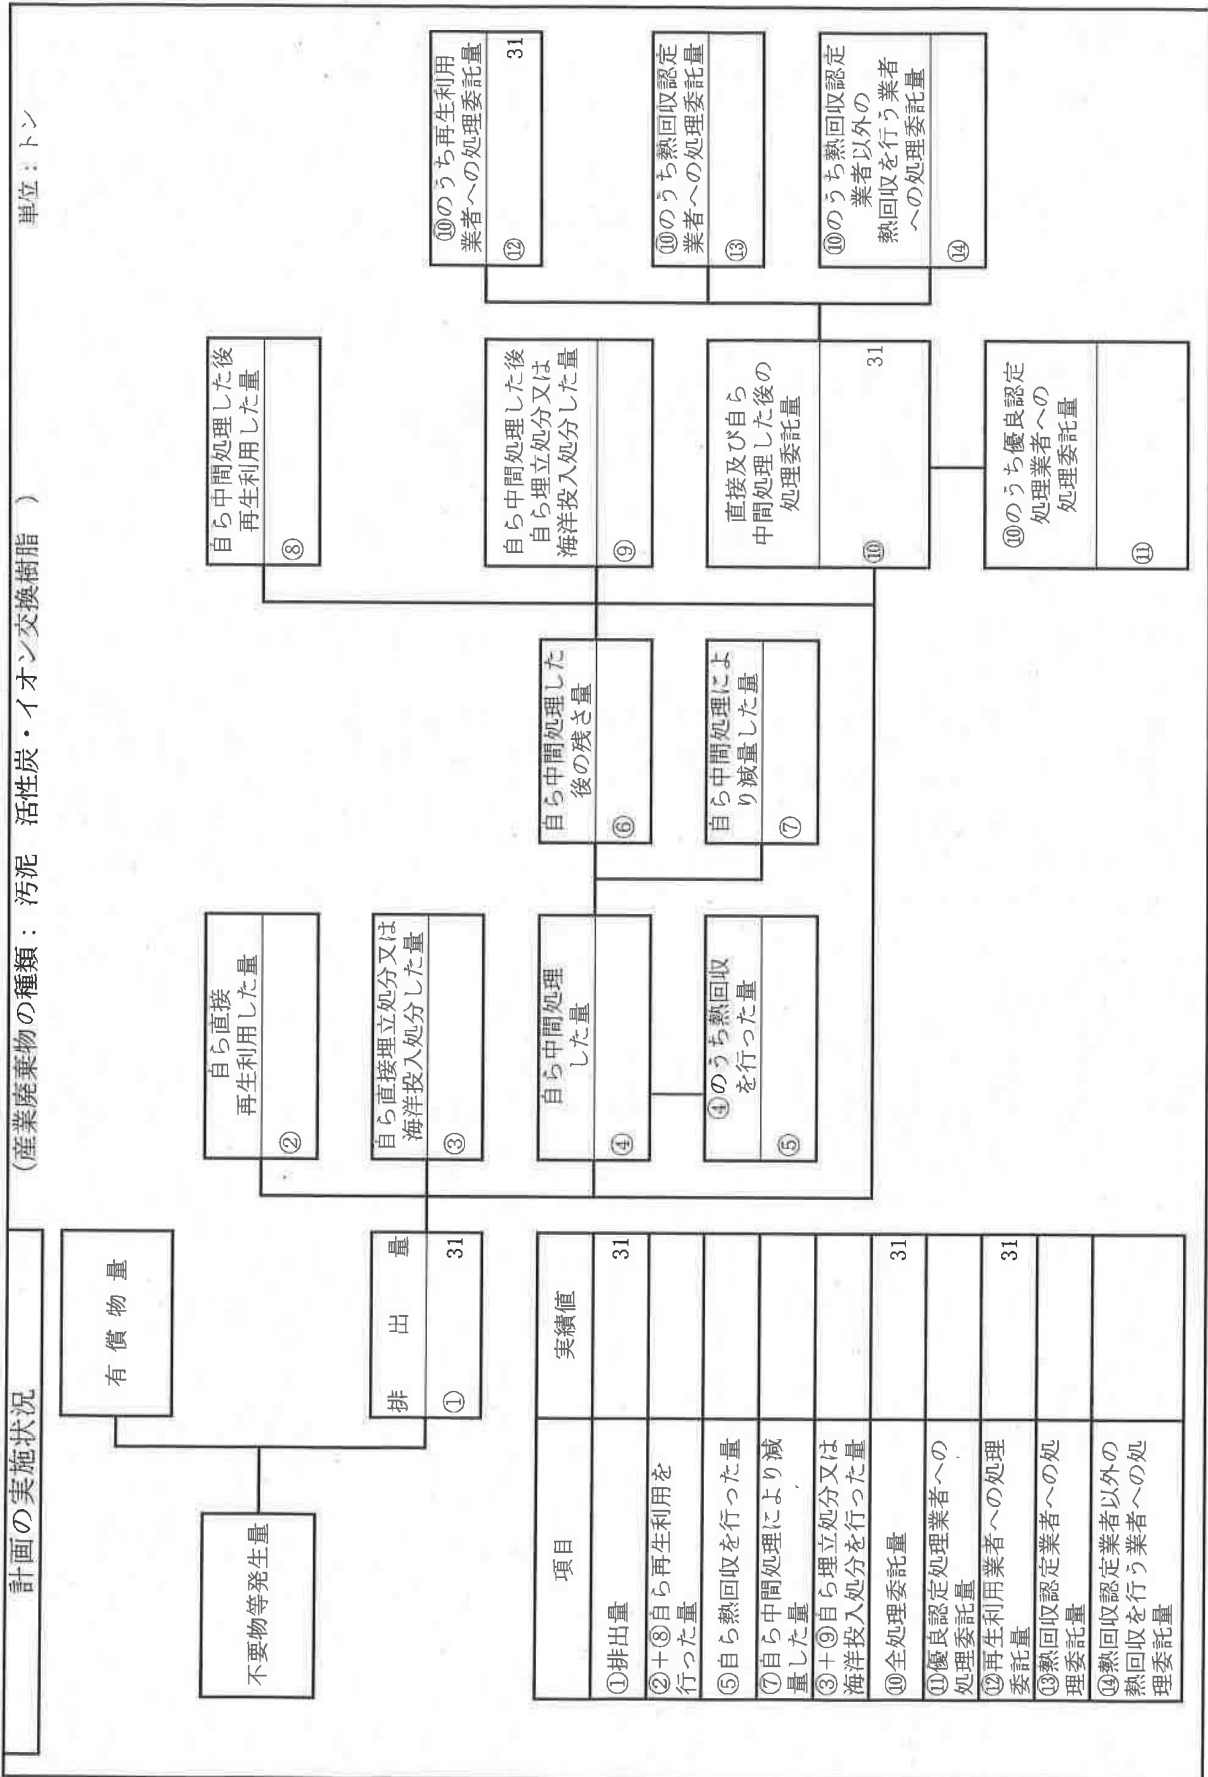 計画の実施状況
(産業廃棄物の種類： 汚泥 活性炭・イオン交換樹脂 )
単位：トン
不要物等発生量
有償物量
排出量
① 31
自ら直接
再生利用した量
②
自ら直接埋立処分又は
海洋投入処分した量
③
自ら中間処理
した量
④
④のうち熱回収
を行った量
⑤
自ら中間処理した
後の残さ量
⑥
自ら中間処理によ
り減量した量
⑦
自ら中間処理した後
再生利用した量
⑧
自ら中間処理した後
自ら埋立処分又は
海洋投入処分した量
⑨
直接及び自ら
中間処理した後の
処理委託量
⑩ 31
⑩のうち優良認定
処理業者への
処理委託量
⑪
⑩のうち再生利用
業者への処理委託量
⑫ 31
⑩のうち熱回収認定
業者への処理委託量
⑬
⑩のうち熱回収認定
業者以外の
熱回収を行う業者
への処理委託量
⑭
項目 実績値
①排出量 31
②＋⑧自ら再生利用を
行った量
⑤自ら熱回収を行った量
⑦自ら中間処理により減
量した量
③＋⑨自ら埋立処分又は
海洋投入処分を行った量
⑩全処理委託量 31
⑪優良認定処理業者への
処理委託量
⑫再生利用業者への処理
委託量 31
⑬熱回収認定業者への処
理委託量
⑭熱回収認定業者以外の
熱回収を行う業者への処
理委託量